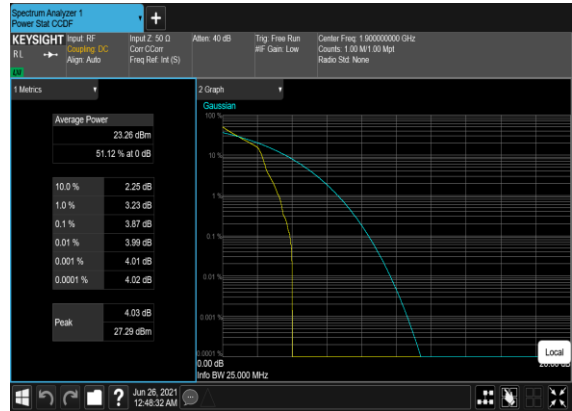 Spectrum Analyzer 1
Power Stat CCDF
+
KEYSIGHT
R L
LXI
Input: RF
Coupling: DC
Align: Auto
Input Z: 50 Ω
Corr CCorr
Freq Ref: Int (S)
Atten: 40 dB
Trig: Free Run
#IF Gain: Low
Center Freq: 1.900000000 GHz
Counts: 1.00 M/1.00 Mpt
Radio Std: None
1 Metrics
Average Power
23.26 dBm
51.12 % at 0 dB
10.0 % 2.25 dB
1.0 % 3.23 dB
0.1 % 3.87 dB
0.01 % 3.99 dB
0.001 % 4.01 dB
0.0001 % 4.02 dB
Peak
4.03 dB
27.29 dBm
2 Graph
Gaussian
100 %
10 %
1 %
0.1 %
0.01 %
0.001 %
0.0001 %
0.00 dB
Info BW 25.000 MHz
Local
Jun 26, 2021
12:48:32 AM
?